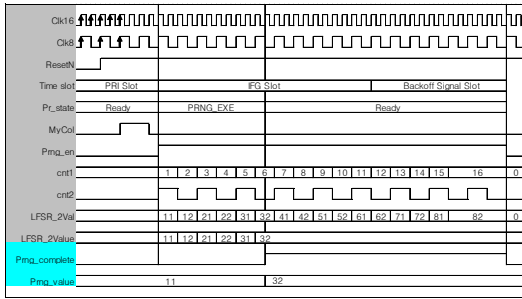 Clk16
Clk8
ResetN
Time slot PRI Slot IFG Slot Backoff Signal Slot
Pr_state Ready PRNG_EXE Ready
MyCol
Prng_en
cnt1 1 2 3 4 5 6 7 8 9 10 11 12 13 14 15 16 0
cnt2
LFSR_2Val 11 12 21 22 31 32 41 42 51 52 61 62 71 72 81 82 0
LFSR_2Value 11 12 21 22 31 32
Prng_complete
Prng_value 11 32